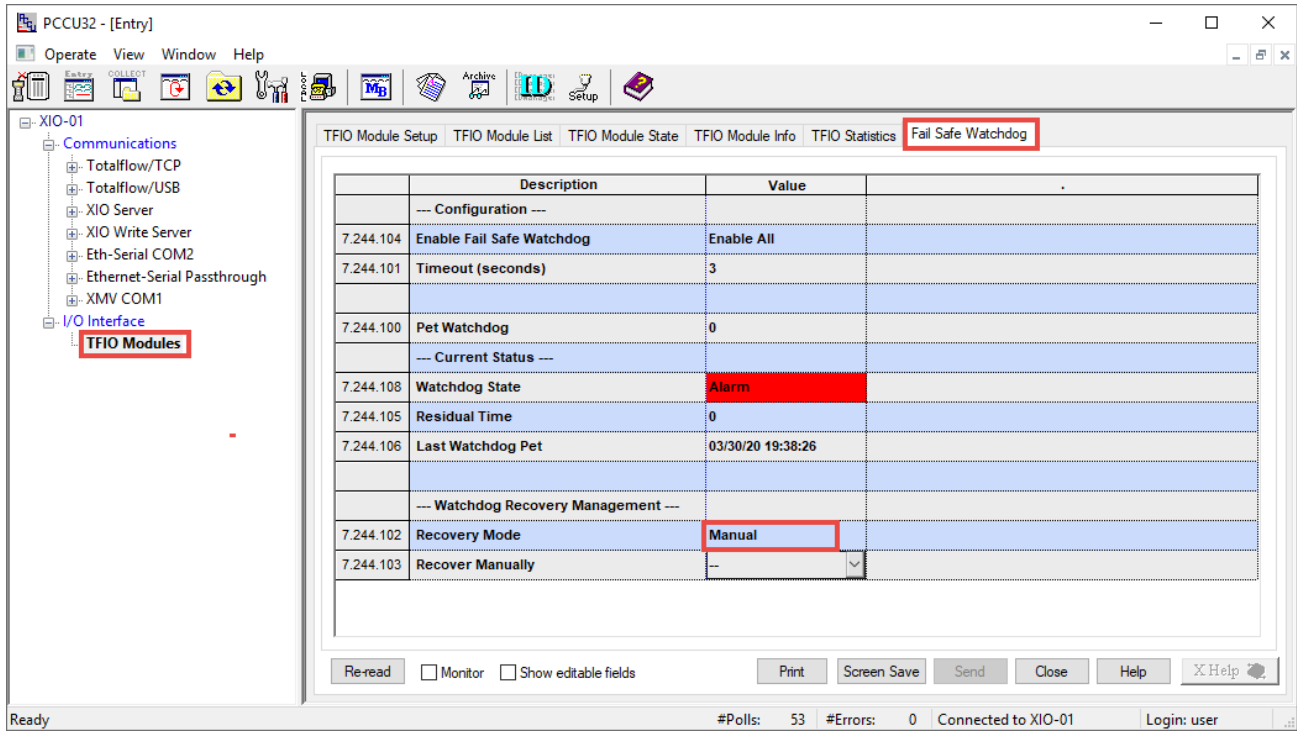 PCCU32 - [Entry]
Operate View Window Help
Entry COLLECT MB Archive ID Setup
XIO-01
Communications
Totalflow/TCP
Totalflow/USB
XIO Server
XIO Write Server
Eth-Serial COM2
Ethernet-Serial Passthrough
XMV COM1
I/O Interface
TFIO Modules
TFIO Module Setup TFIO Module List TFIO Module State TFIO Module Info TFIO Statistics Fail Safe Watchdog
Description Value .
--- Configuration ---
7.244.104 Enable Fail Safe Watchdog Enable All
7.244.101 Timeout (seconds) 3
7.244.100 Pet Watchdog 0
--- Current Status ---
7.244.108 Watchdog State Alarm
7.244.105 Residual Time 0
7.244.106 Last Watchdog Pet 03/30/20 19:38:26
--- Watchdog Recovery Management ---
7.244.102 Recovery Mode Manual
7.244.103 Recover Manually --
Re-read Monitor Show editable fields Print Screen Save Send Close Help X Help
Ready #Polls: 53 #Errors: 0 Connected to XIO-01 Login: user